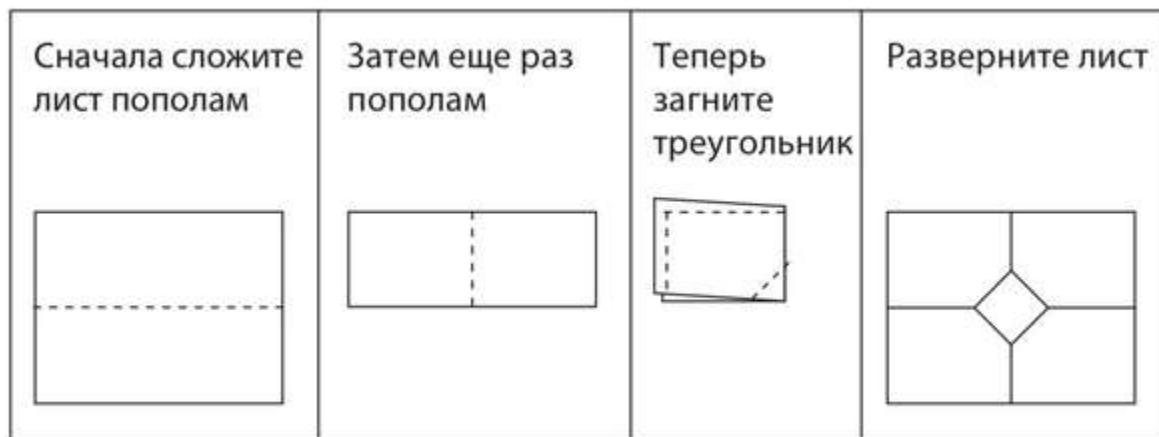 Сначала сложите
лист пополам
Затем еще раз
пополам
Теперь
загните
треугольник
Разверните лист